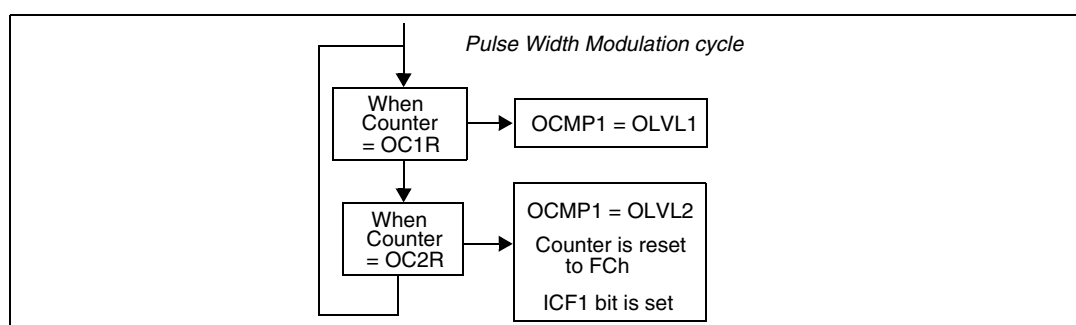 Pulse Width Modulation cycle
When
Counter
= OC1R
OCMP1 = OLVL1
When
Counter
= OC2R
OCMP1 = OLVL2
Counter is reset
to FCh
ICF1 bit is set